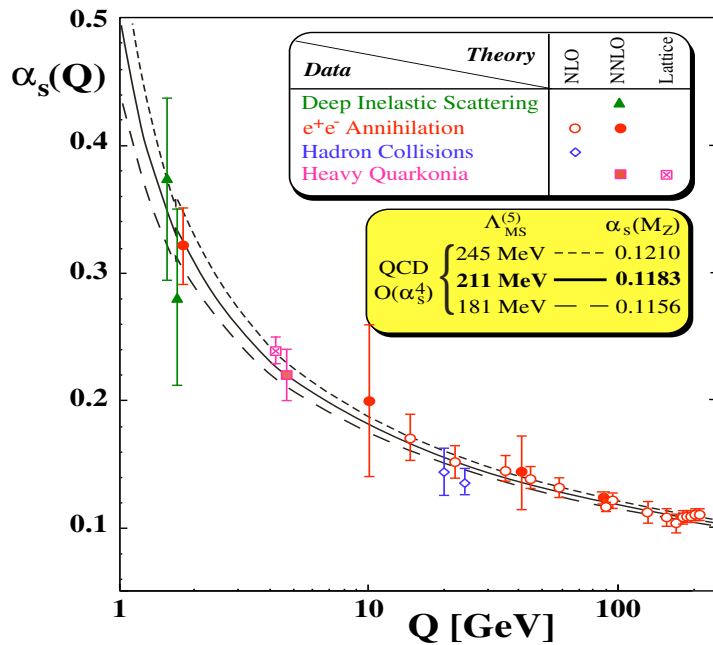 0.5
αs(Q)
0.4
0.3
0.2
0.1
1
10
100
Q [GeV]
Theory
Data
NLO
NNLO
Lattice
Deep Inelastic Scattering
e+e- Annihilation
Hadron Collisions
Heavy Quarkonia
Λ(5)MS αs(MZ)
QCD
O(αs4)
245 MeV 0.1210
211 MeV 0.1183
181 MeV 0.1156